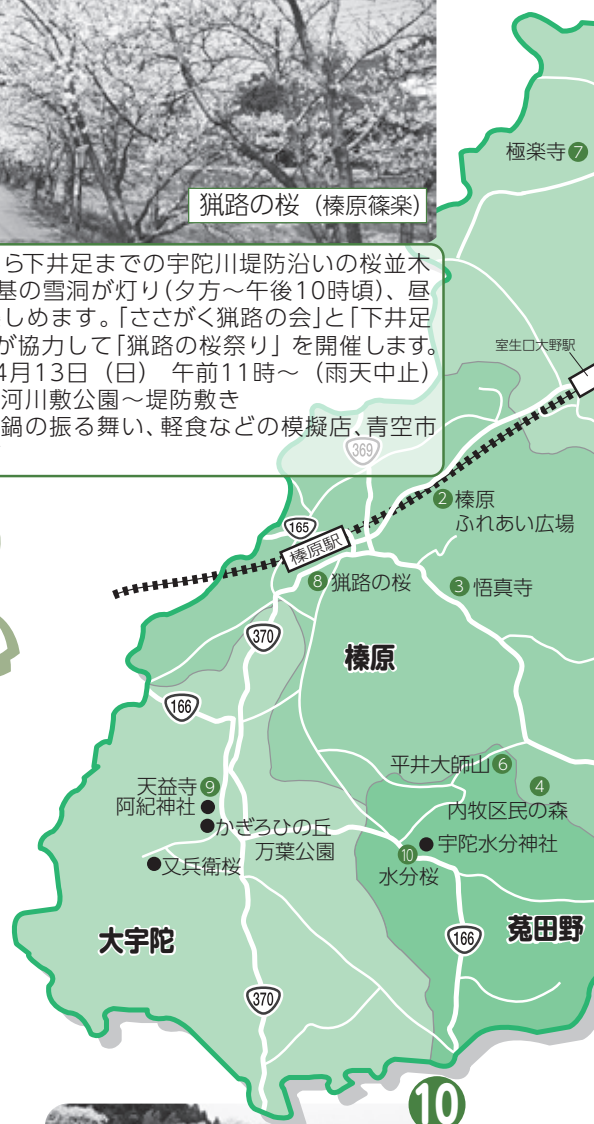 猟路の桜（榛原篠楽）
ら下井足までの宇陀川堤防沿いの桜並木
基の雪洞が灯り(夕方～午後10時頃)、昼
しめます。「ささがく猟路の会」と「下井足
が協力して「猟路の桜祭り」を開催します。
4月13日（日）　午前11時～（雨天中止）
河川敷公園～堤防敷き
鍋の振る舞い、軽食などの模擬店、青空市
極楽寺 7
室生口大野駅
369
2 榛原
ふれあい広場
165
榛原駅
8 猟路の桜
3 悟真寺
370
榛原
166
平井大師山 6
4
内牧区民の森
天益寺 9
阿紀神社
かぎろひの丘
万葉公園
又兵衛桜
宇陀水分神社
10
水分桜
大宇陀
菟田野
166
370
10